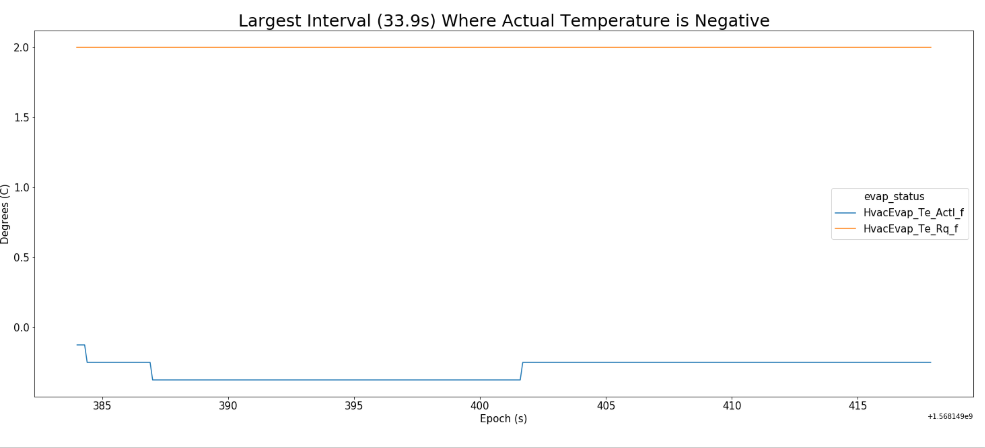 Largest Interval (33.9s) Where Actual Temperature is Negative
2.0
1.5
1.0
0.5
0.0
Degrees (C)
evap_status
HvacEvap_Te_Actl_f
HvacEvap_Te_Rq_f
385 390 395 400 405 410 415
Epoch (s)
+1.568149e9